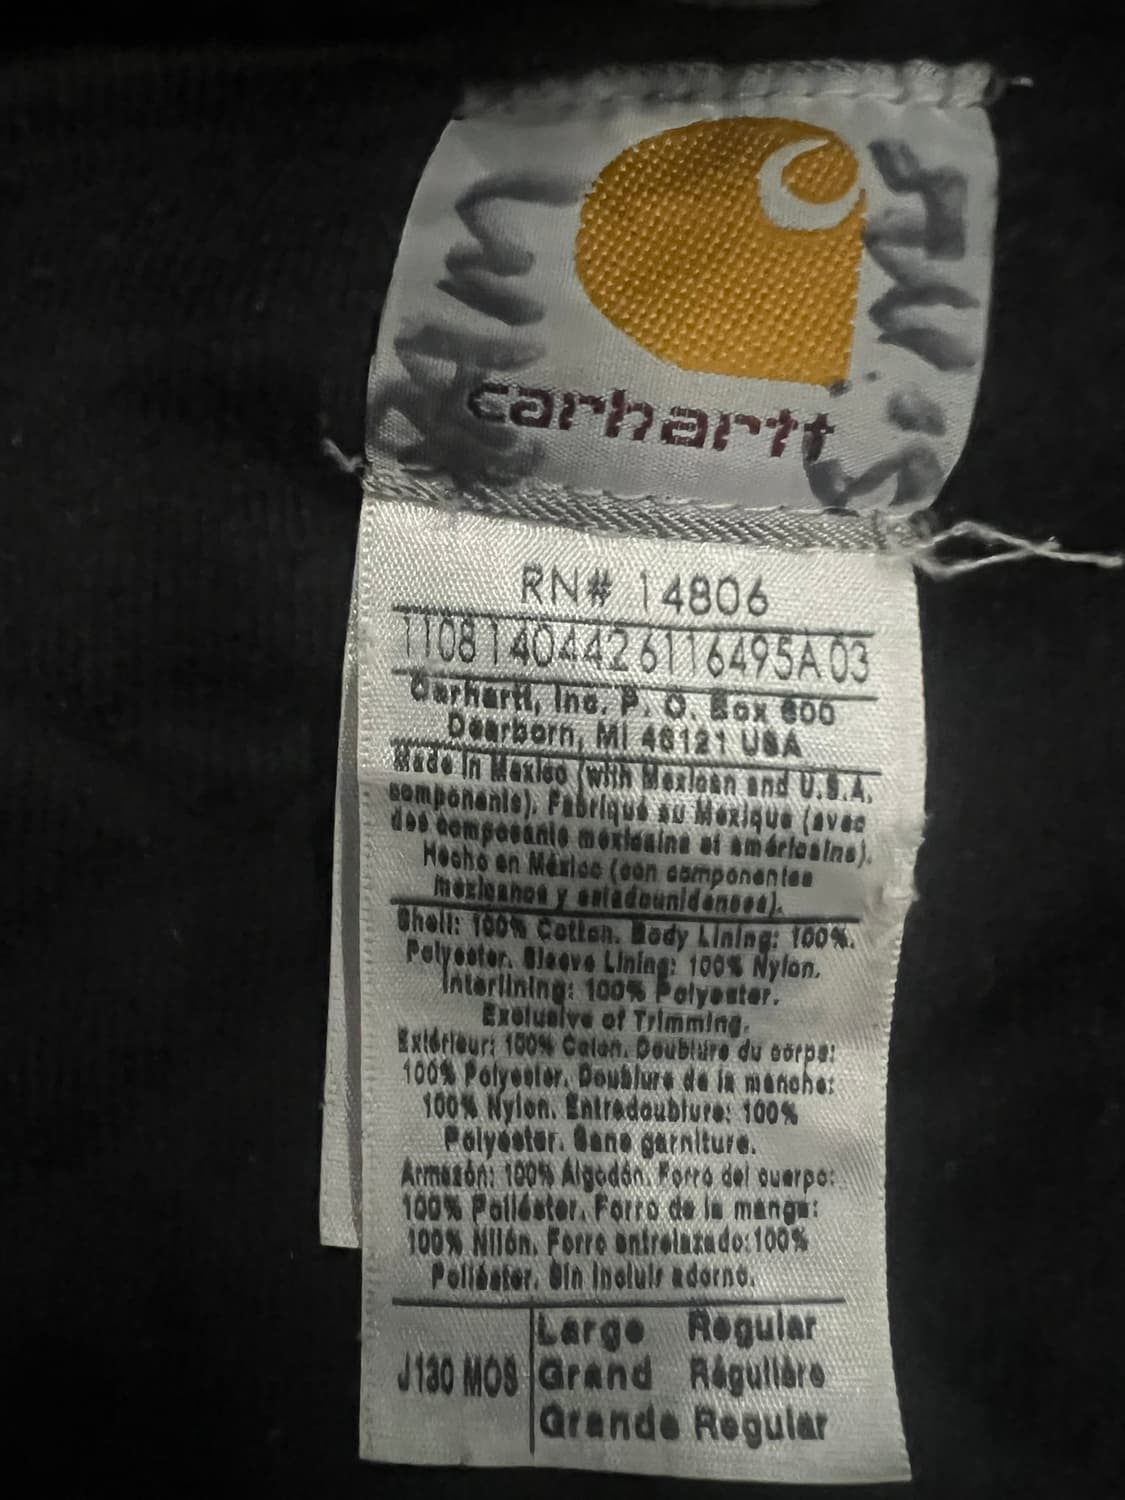 carhartt
RN# 14806
11081404426116495A 03
Carhartt, Inc. P. O. Box 600
Dearborn, MI 48121 USA
Made in Mexico (with Mexican and U.S.A.
components). Fabriqué au Mexique (avec
des composants mexicains et américains).
Hecho en México (con componentes
mexicanos y estadounidenses).
Shell: 100% Cotton. Body Lining: 100%
Polyester. Sleeve Lining: 100% Nylon.
Interlining: 100% Polyester.
Exclusive of Trimming.
Extérieur: 100% Coton. Doublure du corps:
100% Polyester. Doublure de la manche:
100% Nylon. Entredoublure: 100%
Polyester. Sans garniture.
Armazón: 100% Algodón. Forro del cuerpo:
100% Poliéster. Forro de la manga:
100% Nilón. Forro entrelazado:100%
Poliéster. Sin incluir adorno.
J130 MOS
Large Regular
Grand Régulière
Grande Regular